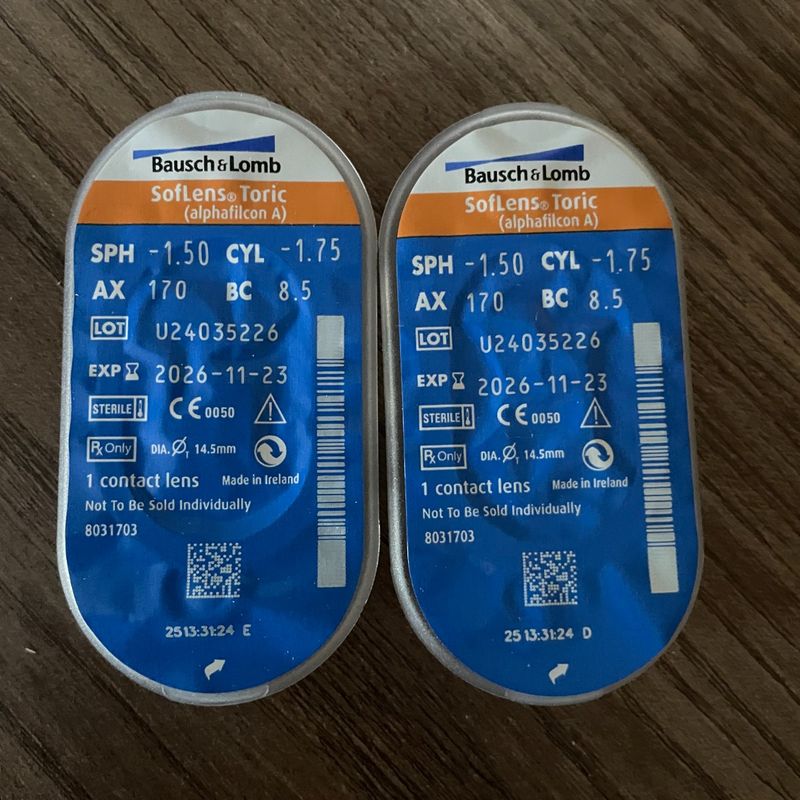 Bausch & Lomb
SofLens® Toric
(alphafilcon A)
SPH -1.50 CYL -1.75
AX 170 BC 8.5
LOT U24035226
EXP 2026-11-23
STERILE CE 0050
Rx Only DIA. Ø T 14.5mm
1 contact lens Made in Ireland
Not To Be Sold Individually
8031703
25 13:31:24 E
Bausch & Lomb
SofLens® Toric
(alphafilcon A)
SPH -1.50 CYL -1.75
AX 170 BC 8.5
LOT U24035226
EXP 2026-11-23
STERILE CE 0050
Rx Only DIA. Ø T 14.5mm
1 contact lens Made in Ireland
Not To Be Sold Individually
8031703
25 13:31:24 D